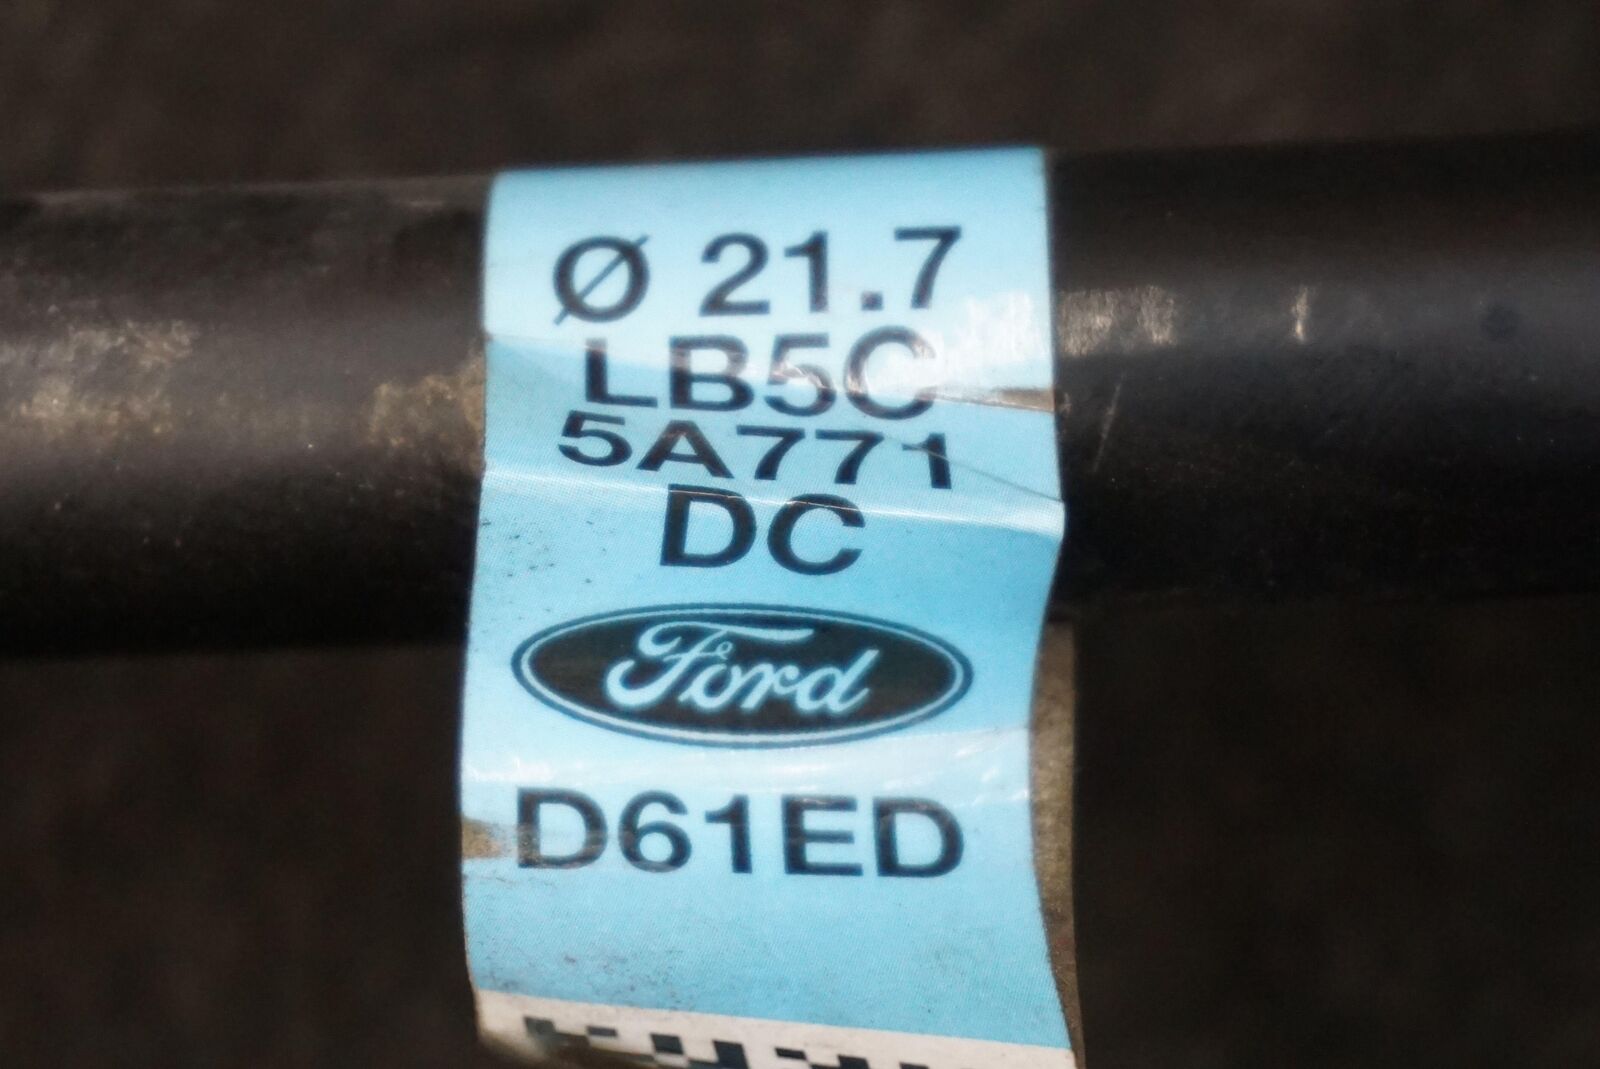 Ø 21.7
LB5C
5A771
DC
Ford
D61ED